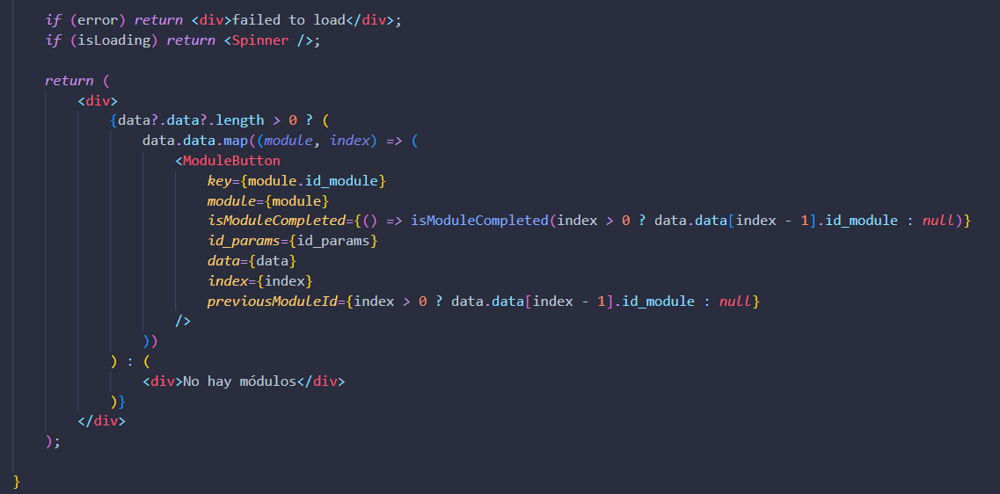 if (error) return <div>failed to load</div>;
if (isLoading) return <Spinner />;
return (
<div>
{data?.data?.length > 0 ? (
data.data.map((module, index) => (
<ModuleButton
key={module.id_module}
module={module}
isModuleCompleted={() => isModuleCompleted(index > 0 ? data.data[index - 1].id_module : null)}
id_params={id_params}
data={data}
index={index}
previousModuleId={index > 0 ? data.data[index - 1].id_module : null}
/>
))
) : (
<div>No hay módulos</div>
)}
</div>
);
}